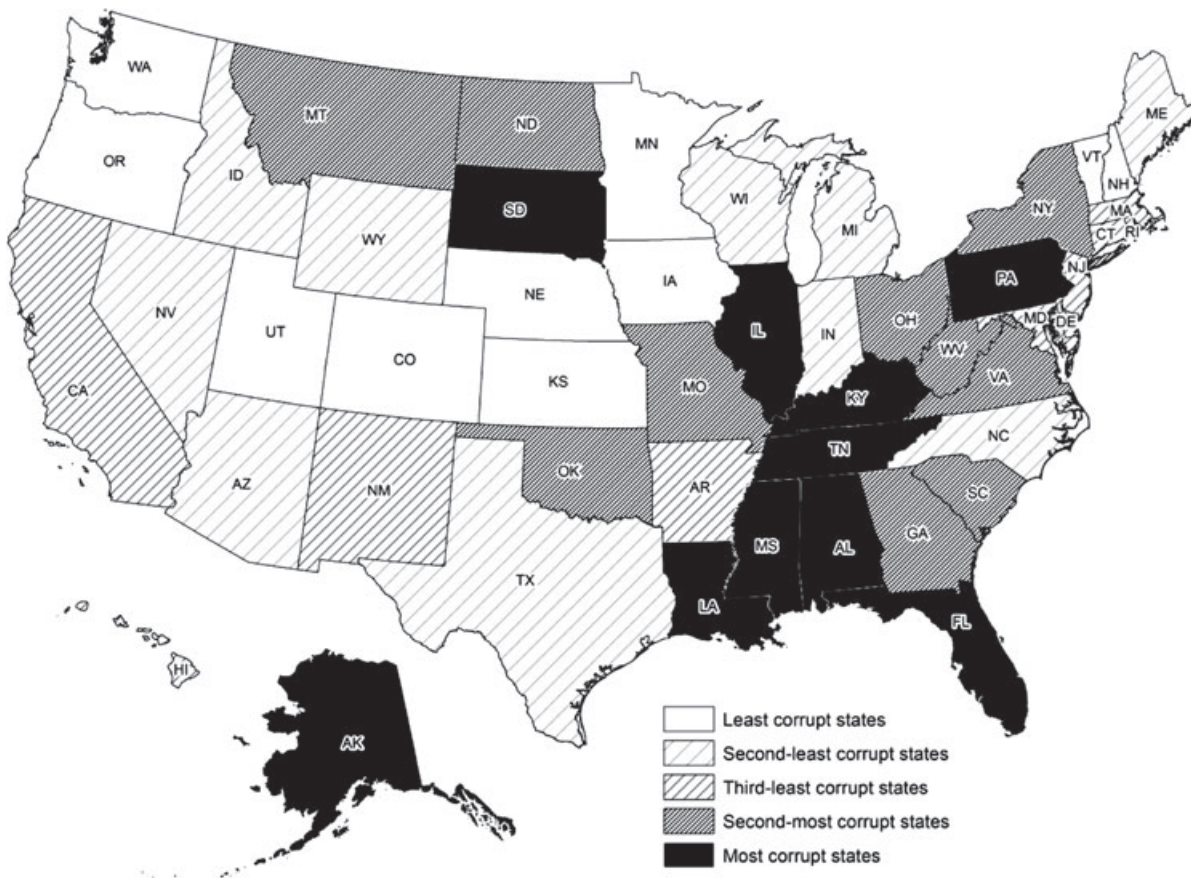 WA
MT
ND
MN
ME
OR
ID
SD
WI
VT
NH
NY
MA
WY
MI
CT
RI
NE
IA
PA
NJ
NV
UT
IL
IN
OH
MD
DE
CO
KS
MO
WV
VA
CA
KY
NC
TN
AZ
NM
OK
AR
SC
MS
AL
GA
TX
LA
FL
HI
AK
Least corrupt states
Second-least corrupt states
Third-least corrupt states
Second-most corrupt states
Most corrupt states